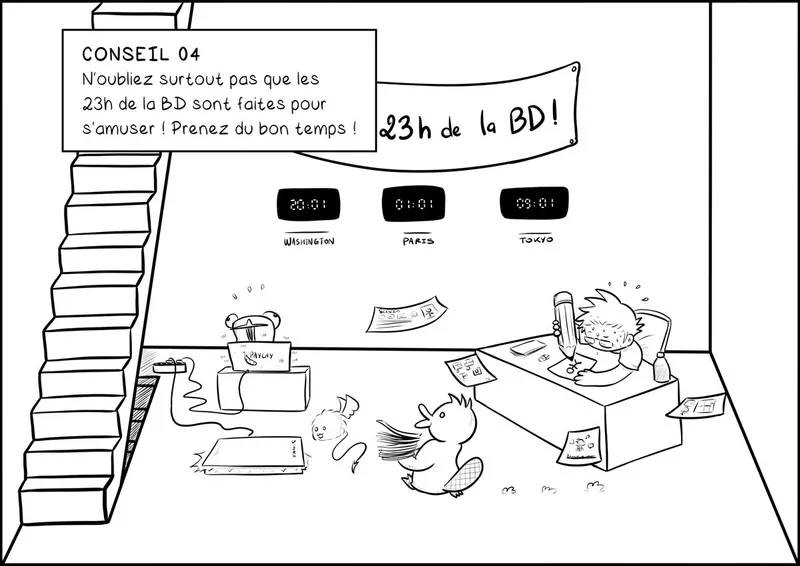 CONSEIL 04
N'oubliez surtout pas que les
23h de la BD sont faites pour
s'amuser ! Prenez du bon temps !
23h de la BD !
20:01
01:01
09:01
WASHINGTON
PARIS
TOKYO